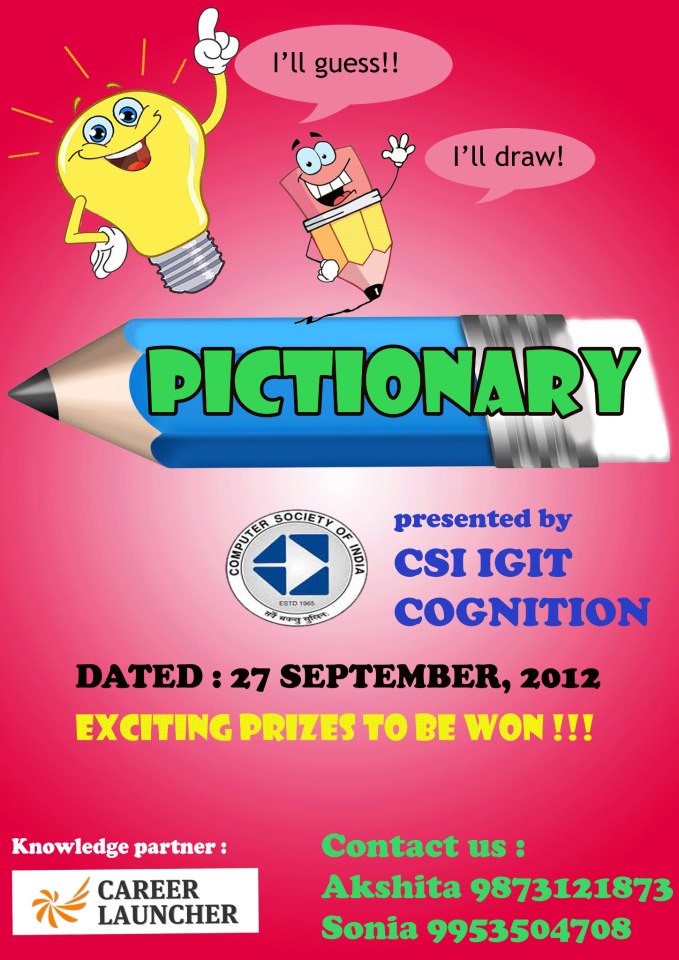 I'll guess!!
I'll draw!
PICTIONARY
COMPUTER SOCIETY OF INDIA
ESTD 1965
presented by
CSI IGIT
COGNITION
DATED : 27 SEPTEMBER, 2012
EXCITING PRIZES TO BE WON !!!
Knowledge partner :
CAREER
LAUNCHER
Contact us :
Akshita 9873121873
Sonia 9953504708